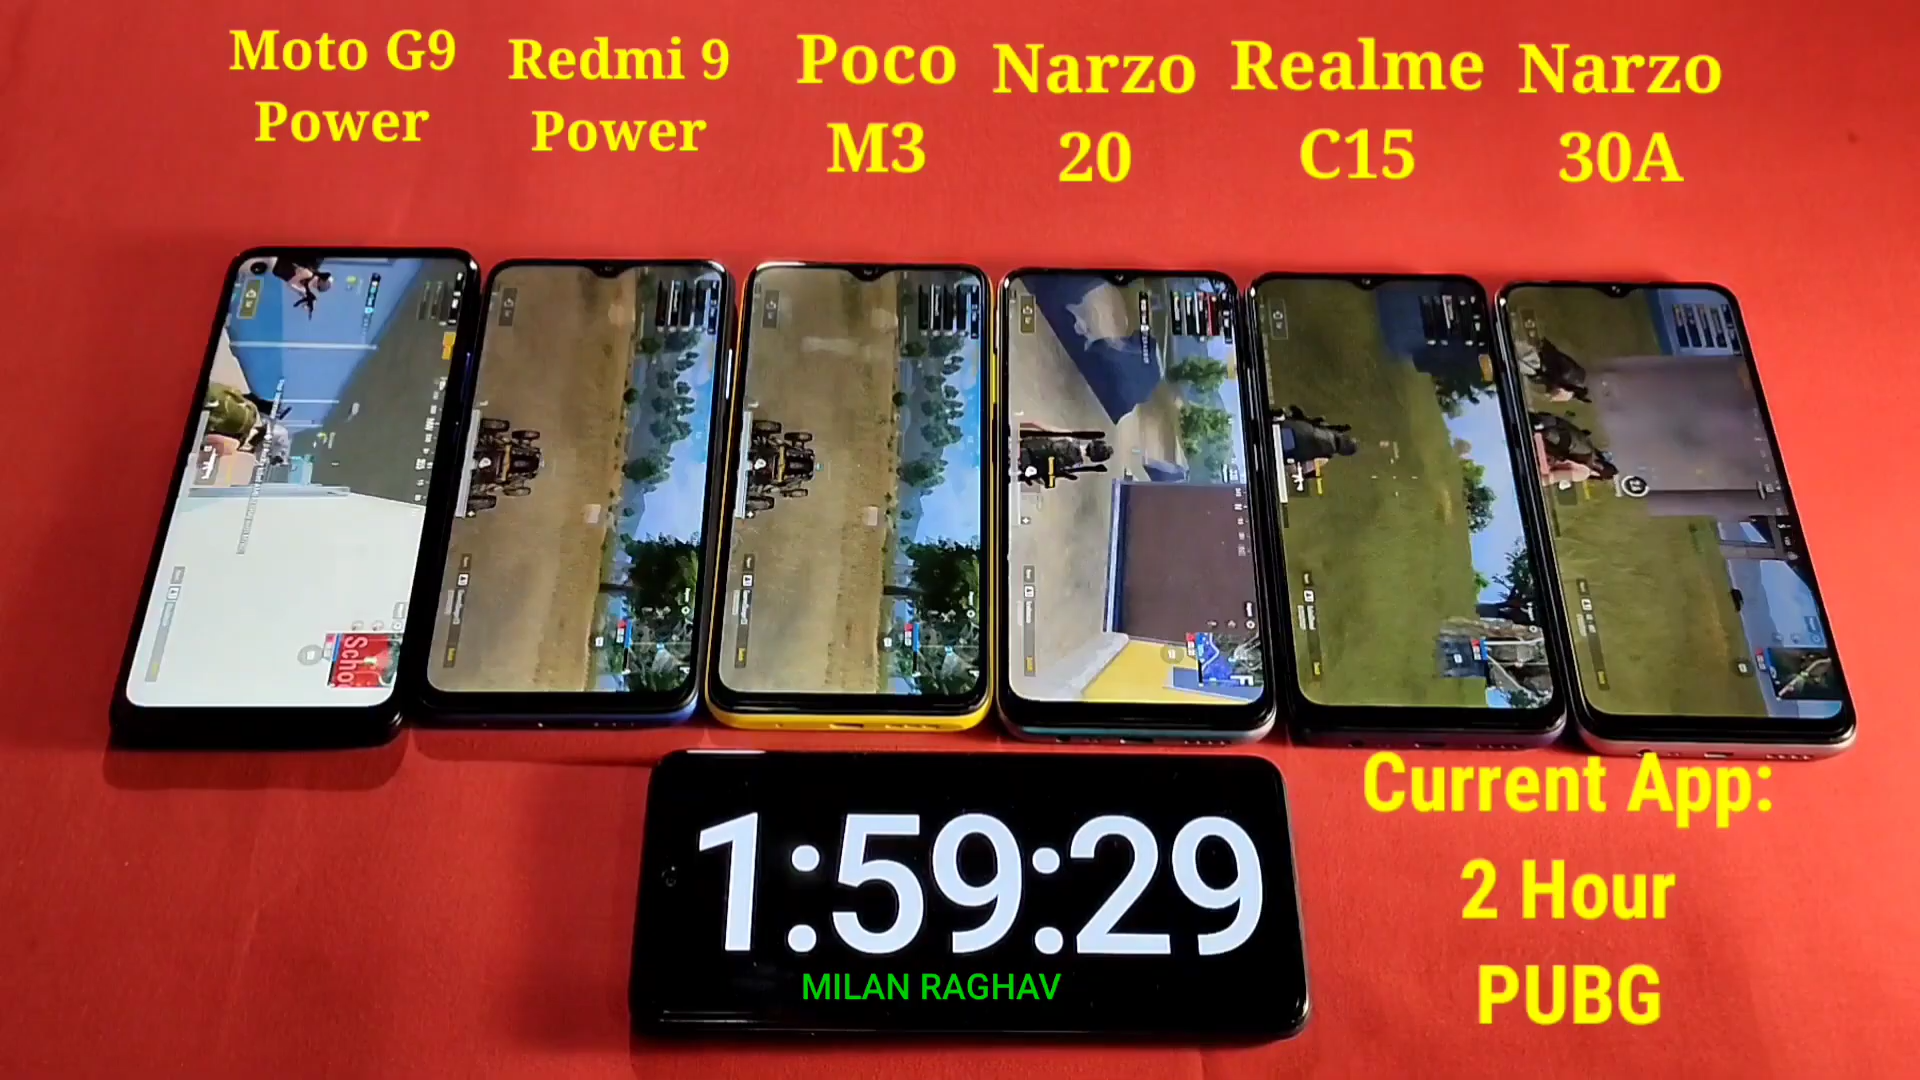 Moto G9
Power
Redmi 9
Power
Poco
M3
Narzo
20
Realme
C15
Narzo
30A
1:59:29
MILAN RAGHAV
Current App:
2 Hour
PUBG